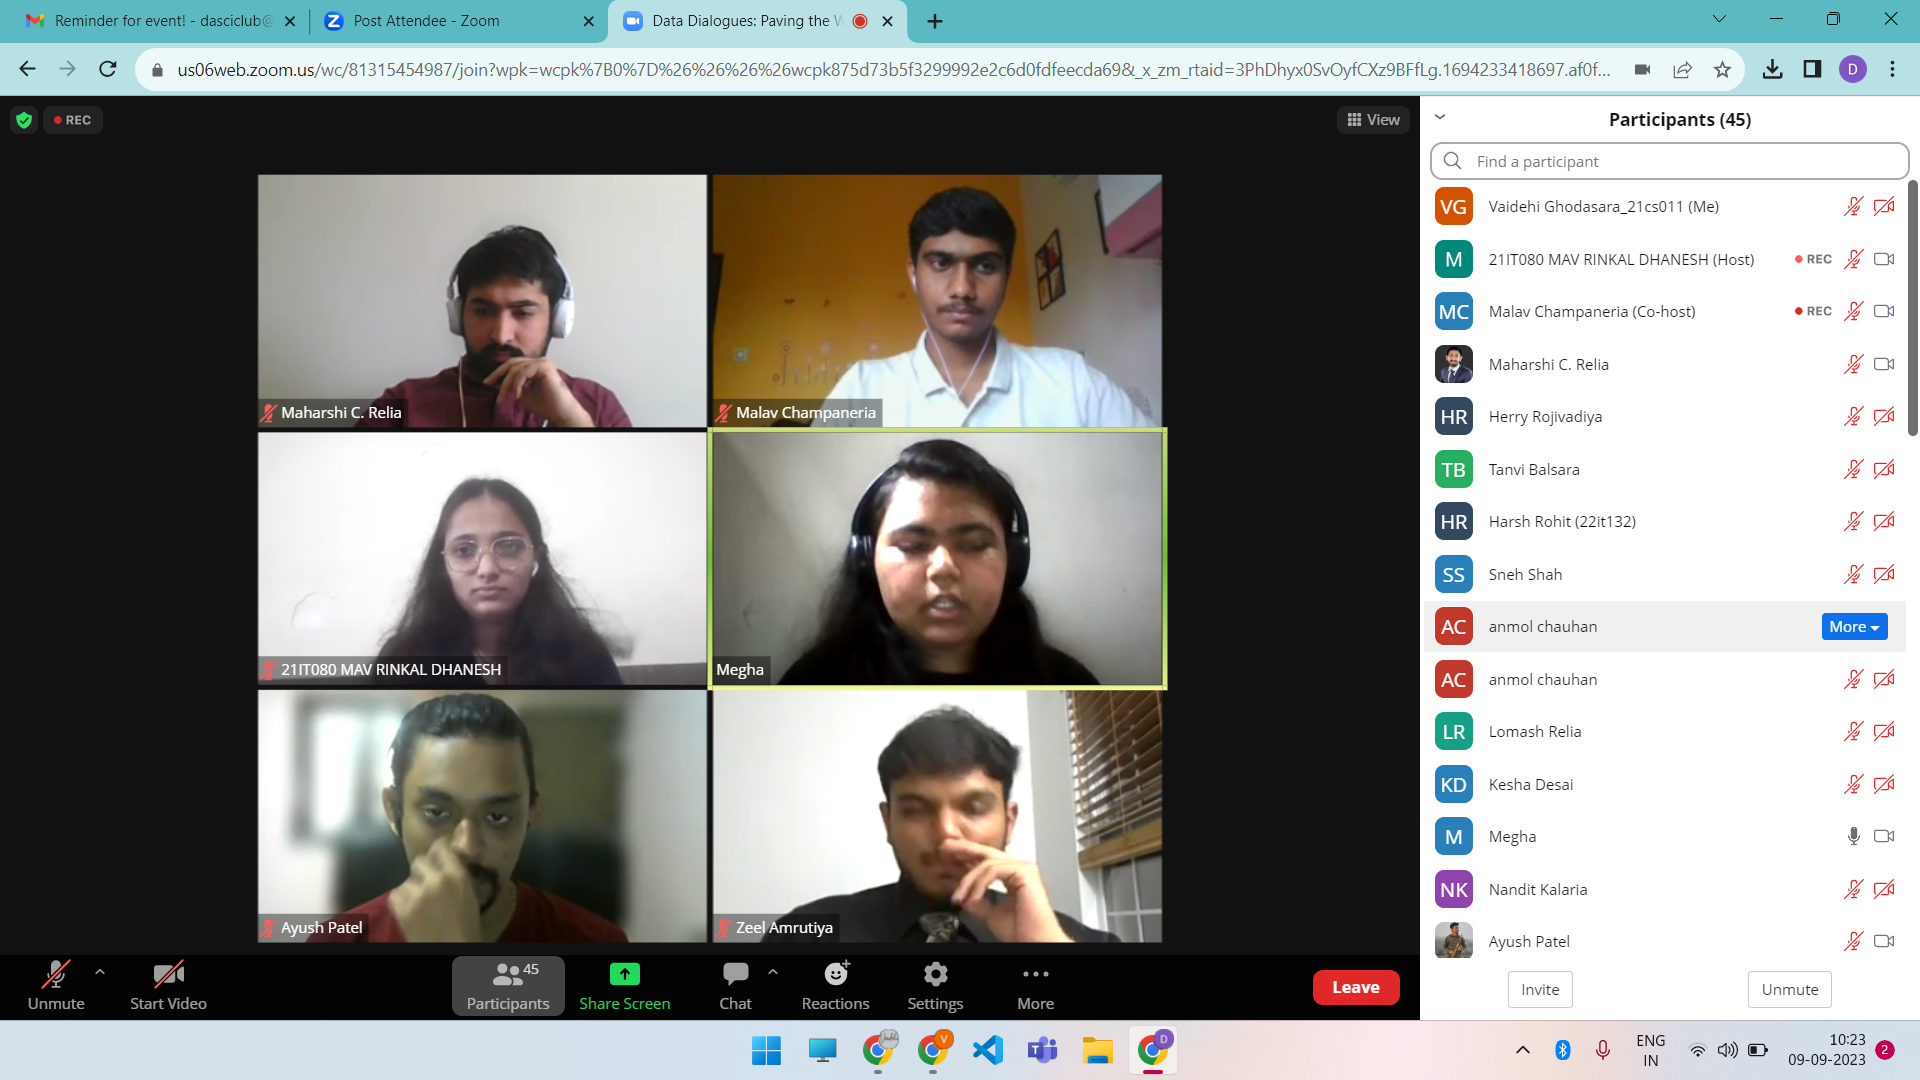 Reminder for event! - dasciclub@
Post Attendee - Zoom
Data Dialogues: Paving the W
us06web.zoom.us/wc/81315454987/join?wpk=wcpk%7B0%7D%26%26%26%26wcpk875d73b5f3299992e2c6d0fdfeecda69&_x_zm_rtaid=3PhDhyx0SvOyfCXz9BFfLg.1694233418697.af0f...
D
REC
View
Maharshi C. Relia
Malav Champaneria
21IT080 MAV RINKAL DHANESH
Megha
Ayush Patel
Zeel Amrutiya
Participants (45)
Find a participant
VG Vaidehi Ghodasara_21cs011 (Me)
M 21IT080 MAV RINKAL DHANESH (Host) REC
MC Malav Champaneria (Co-host) REC
Maharshi C. Relia
HR Herry Rojivadiya
TB Tanvi Balsara
HR Harsh Rohit (22it132)
SS Sneh Shah
AC anmol chauhan More
AC anmol chauhan
LR Lomash Relia
KD Kesha Desai
M Megha
NK Nandit Kalaria
Ayush Patel
Invite
Unmute
Unmute
Start Video
45
Participants
Share Screen
Chat
Reactions
Settings
More
Leave
V
D
ENG
IN
10:23
09-09-2023
2